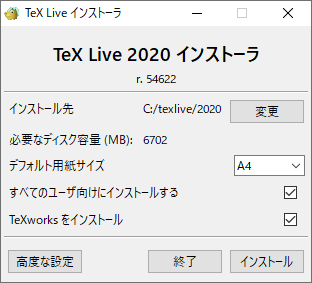 TeX Live インストーラ
TeX Live 2020 インストーラ
r. 54622
インストール先 C:/texlive/2020 変更
必要なディスク容量 (MB): 6702
デフォルト用紙サイズ A4
すべてのユーザ向けにインストールする
TeXworks をインストール
高度な設定 終了 インストール